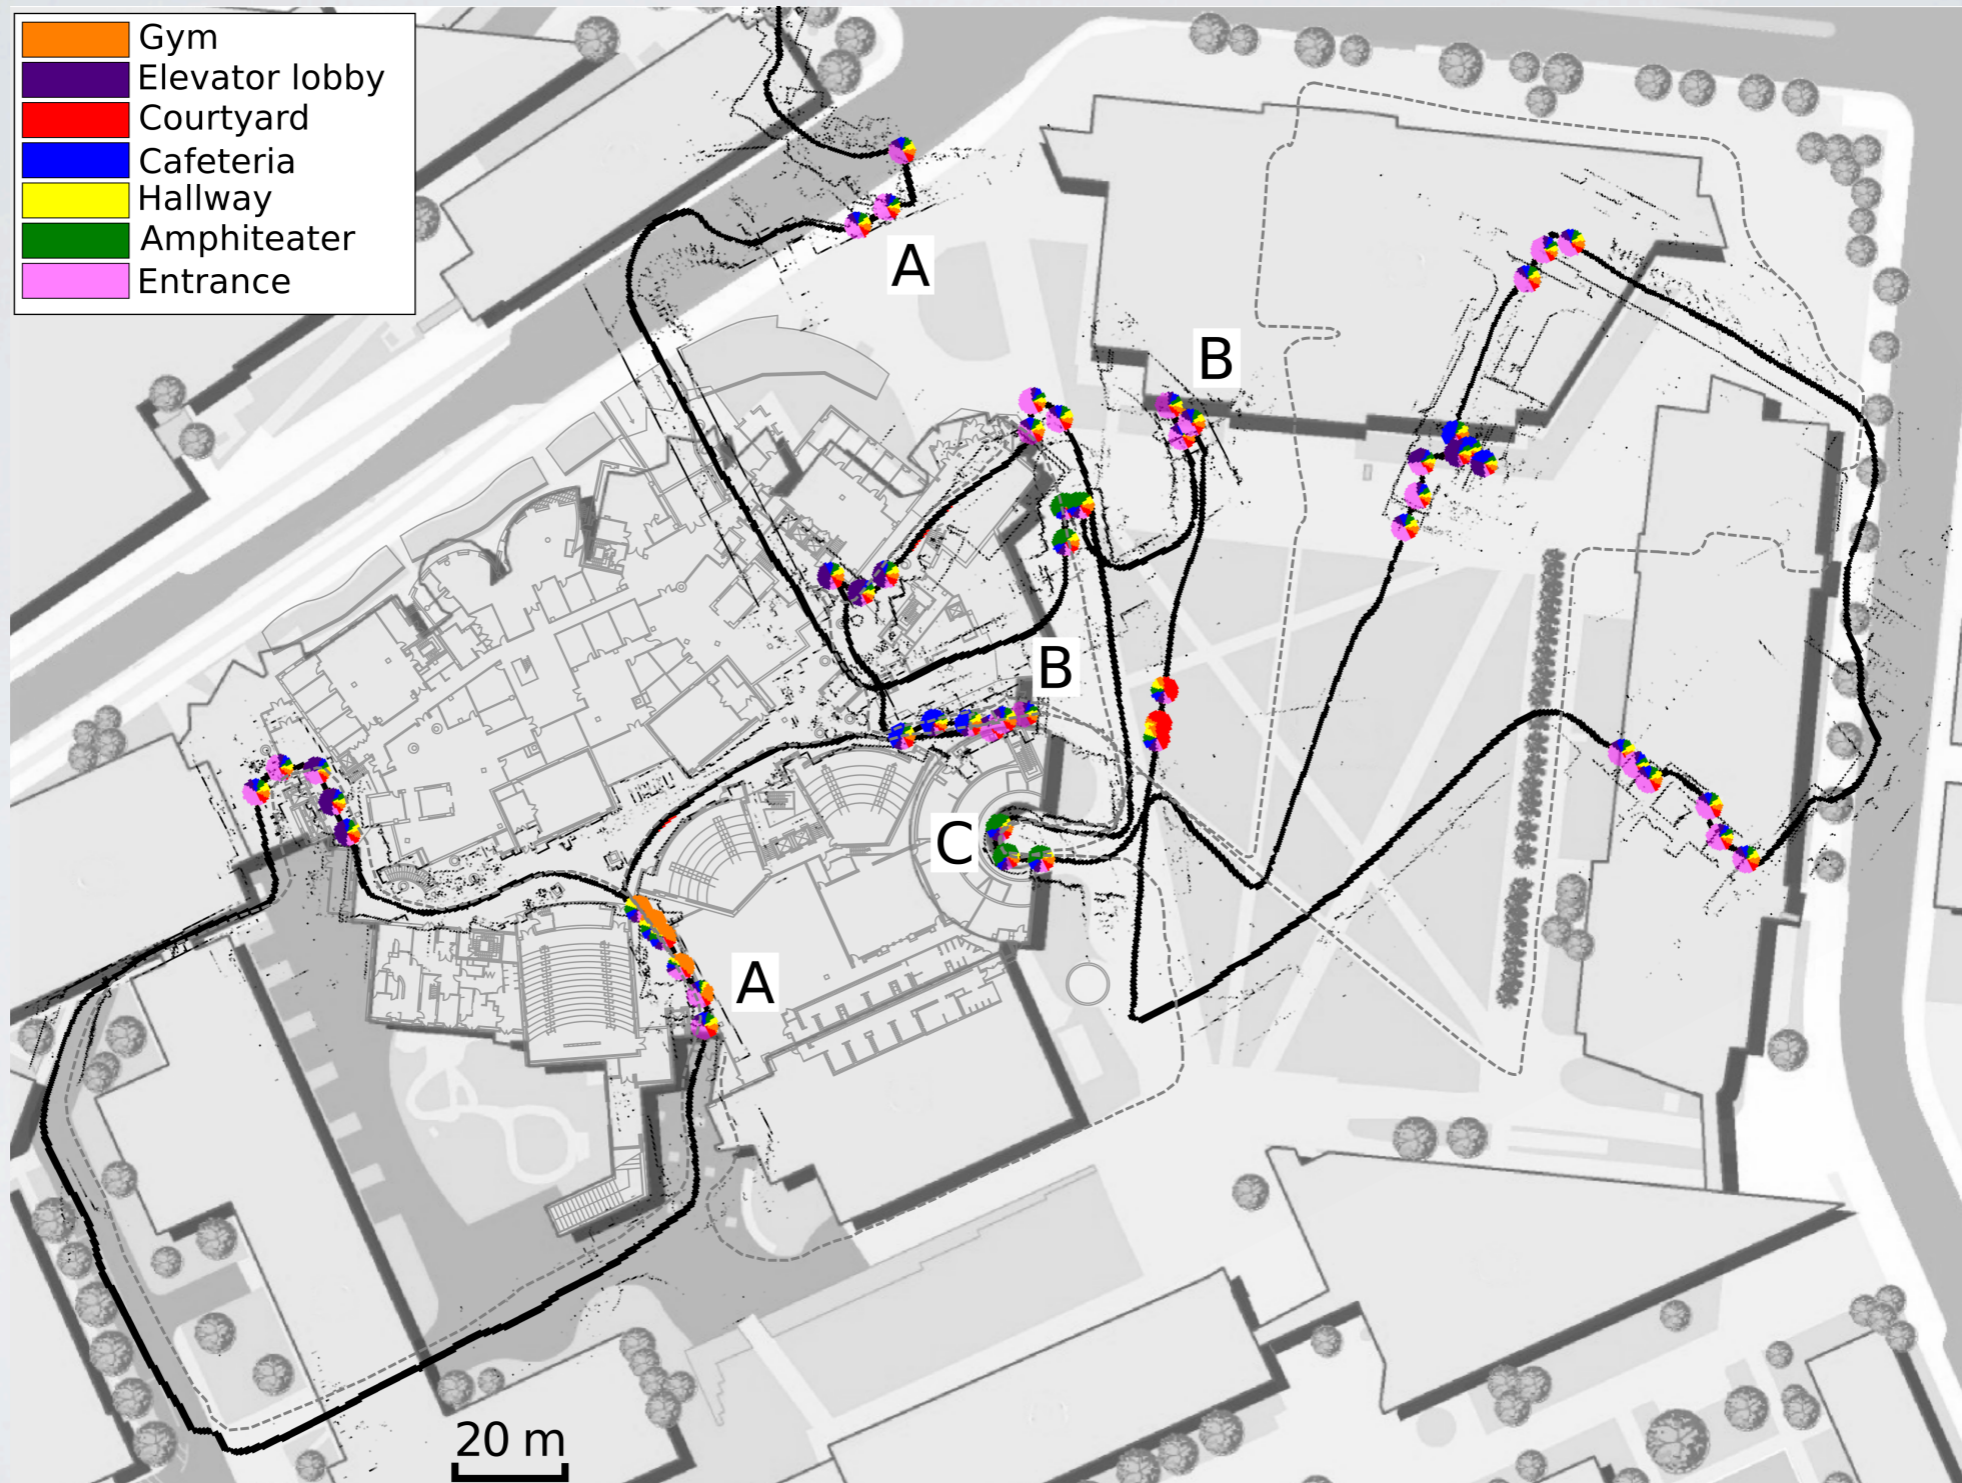 Gym
Elevator lobby
Courtyard
Cafeteria
Hallway
Amphiteater
Entrance
A
B
B
C
A
20 m